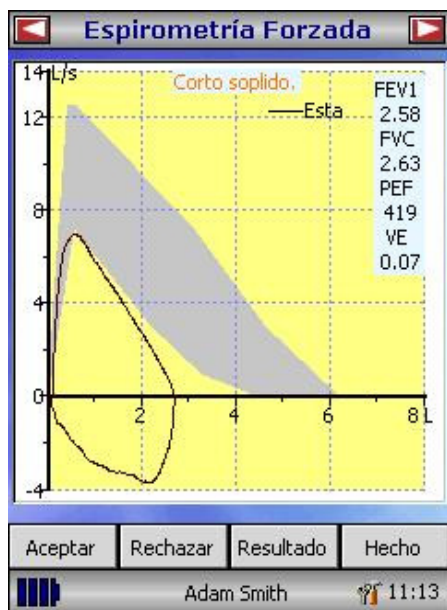 Espirometría Forzada
14 L/s
Corto soplido.
Esta
FEV1
2.58
FVC
2.63
PEF
419
VE
0.07
12
8
4
0
2
4
6
8 L
-4
Aceptar
Rechazar
Resultado
Hecho
Adam Smith
11:13